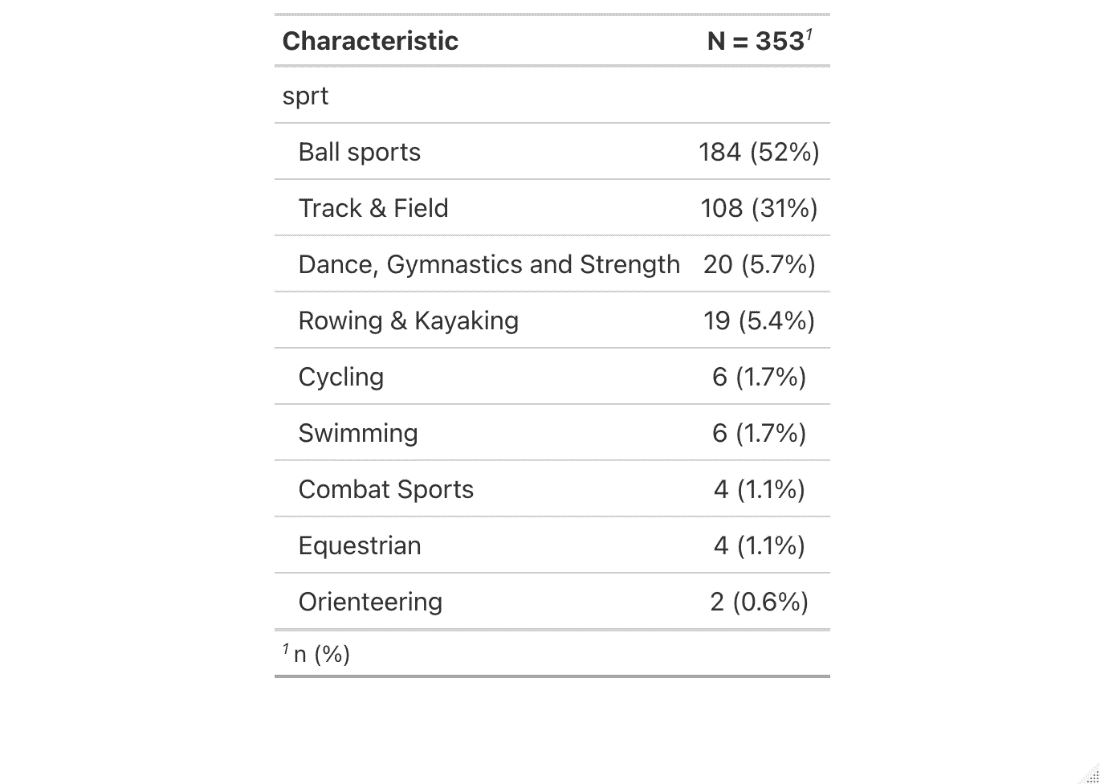 Characteristic N = 353¹
sprt
Ball sports 184 (52%)
Track & Field 108 (31%)
Dance, Gymnastics and Strength 20 (5.7%)
Rowing & Kayaking 19 (5.4%)
Cycling 6 (1.7%)
Swimming 6 (1.7%)
Combat Sports 4 (1.1%)
Equestrian 4 (1.1%)
Orienteering 2 (0.6%)
¹ n (%)